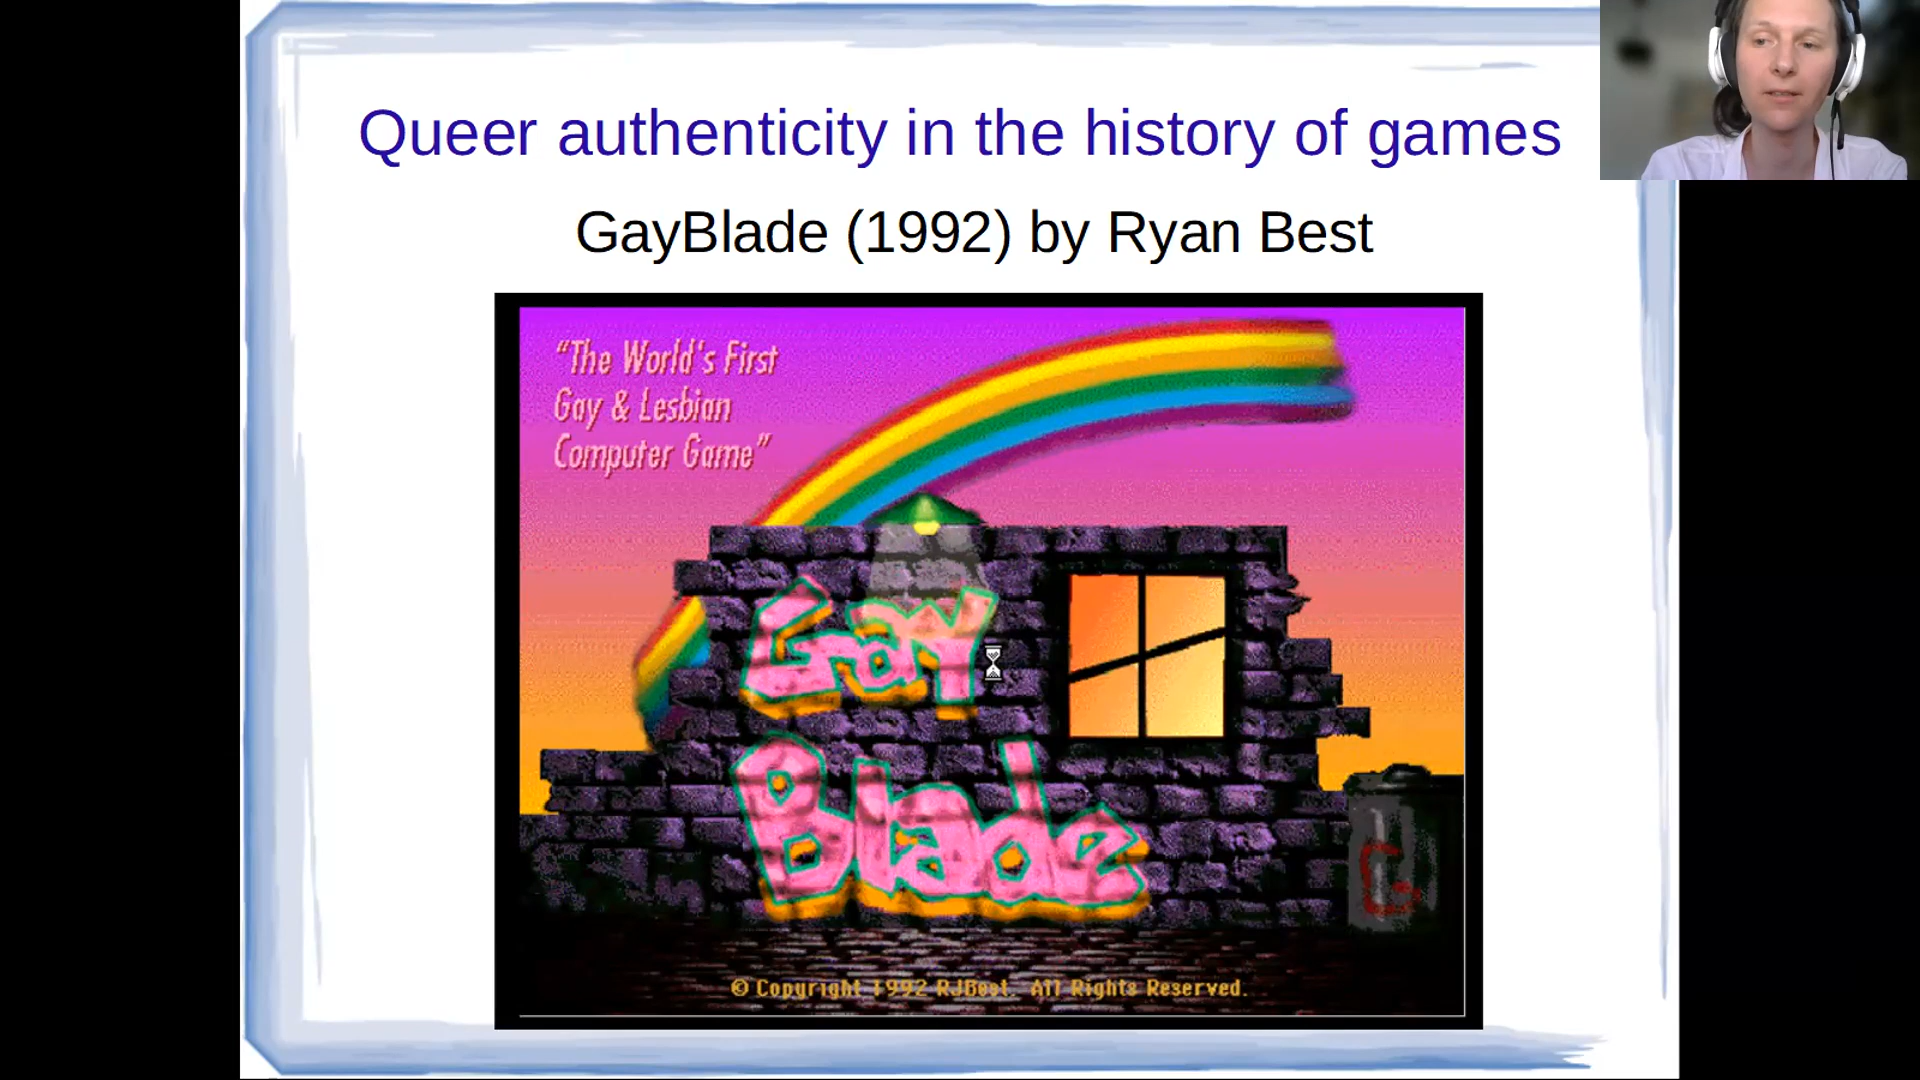 Queer authenticity in the history of games
GayBlade (1992) by Ryan Best
“The World's First
Gay & Lesbian
Computer Game”
Gay
Blade
G
© Copyright 1992 RJBest. All Rights Reserved.